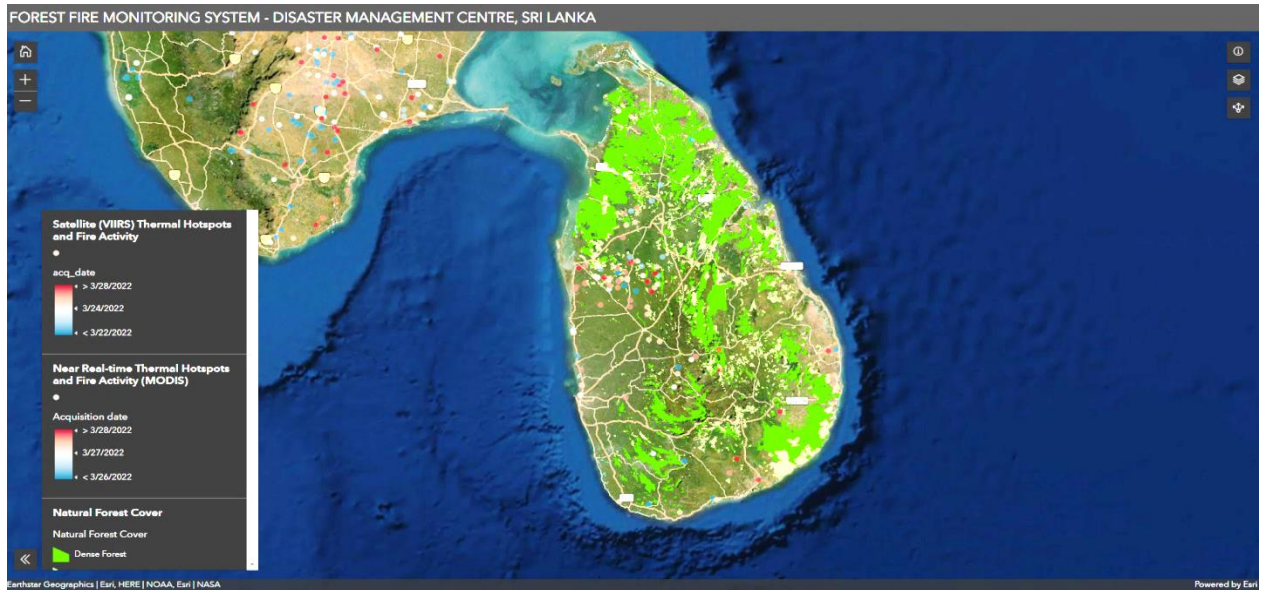 FOREST FIRE MONITORING SYSTEM - DISASTER MANAGEMENT CENTRE, SRI LANKA
Satellite (VIIRS) Thermal Hotspots
and Fire Activity
acq_date
> 3/28/2022
3/24/2022
< 3/22/2022
Near Real-time Thermal Hotspots
and Fire Activity (MODIS)
Acquisition date
> 3/28/2022
3/27/2022
< 3/26/2022
Natural Forest Cover
Natural Forest Cover
Dense Forest
Earthstar Geographics | Esri, HERE | NOAA, Esri | NASA
Powered by Esri